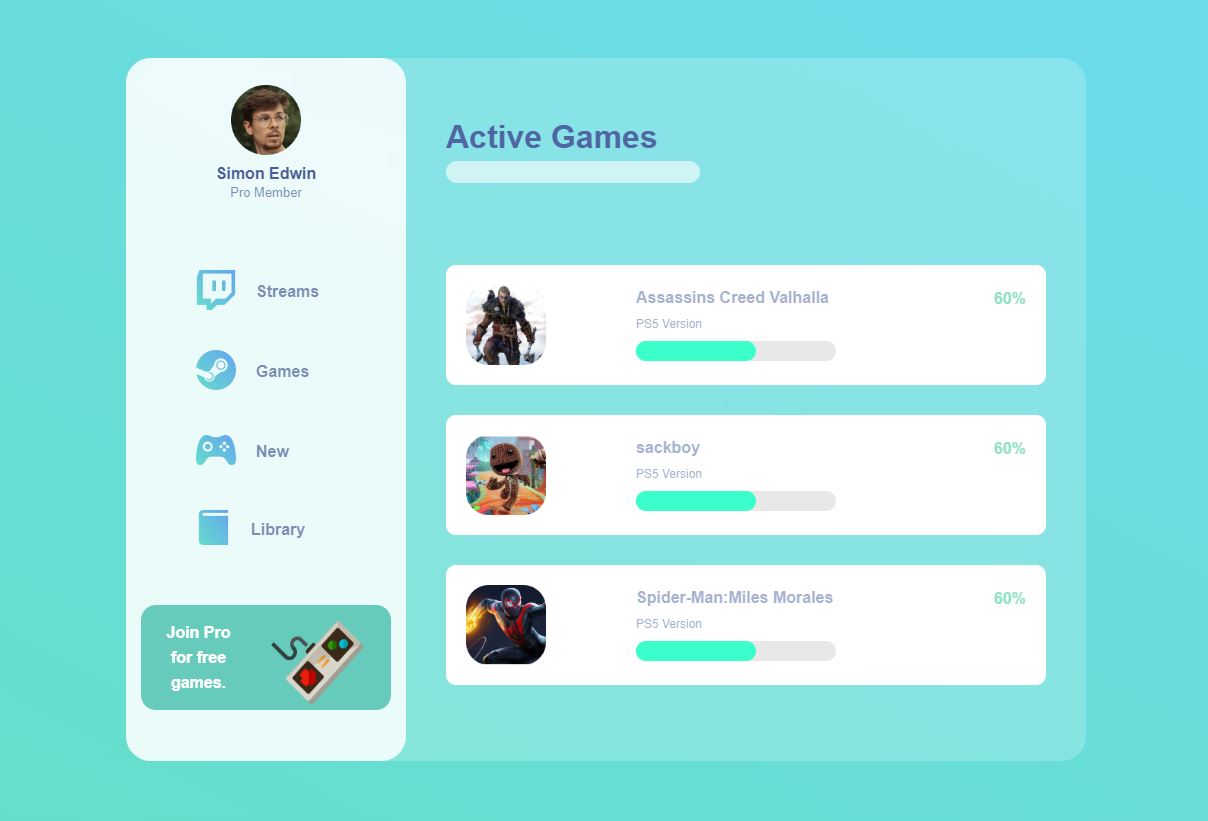 Simon Edwin
Pro Member
Streams
Games
New
Library
Join Pro
for free
games.
Active Games
Assassins Creed Valhalla
60%
PS5 Version
sackboy
60%
PS5 Version
Spider-Man:Miles Morales
60%
PS5 Version